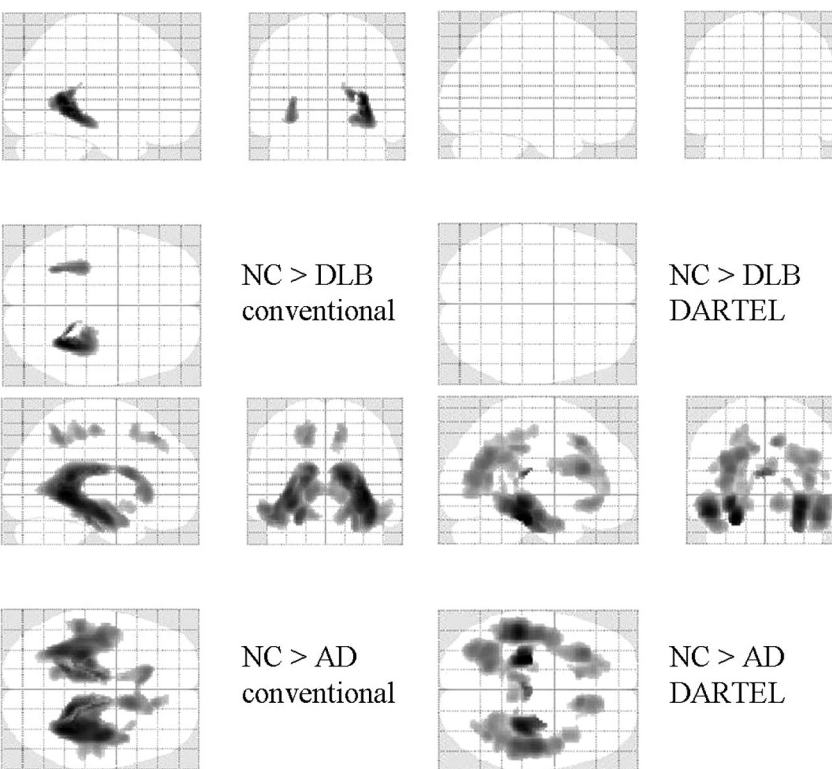 NC > DLB
conventional
NC > DLB
DARTEL
NC > AD
conventional
NC > AD
DARTEL